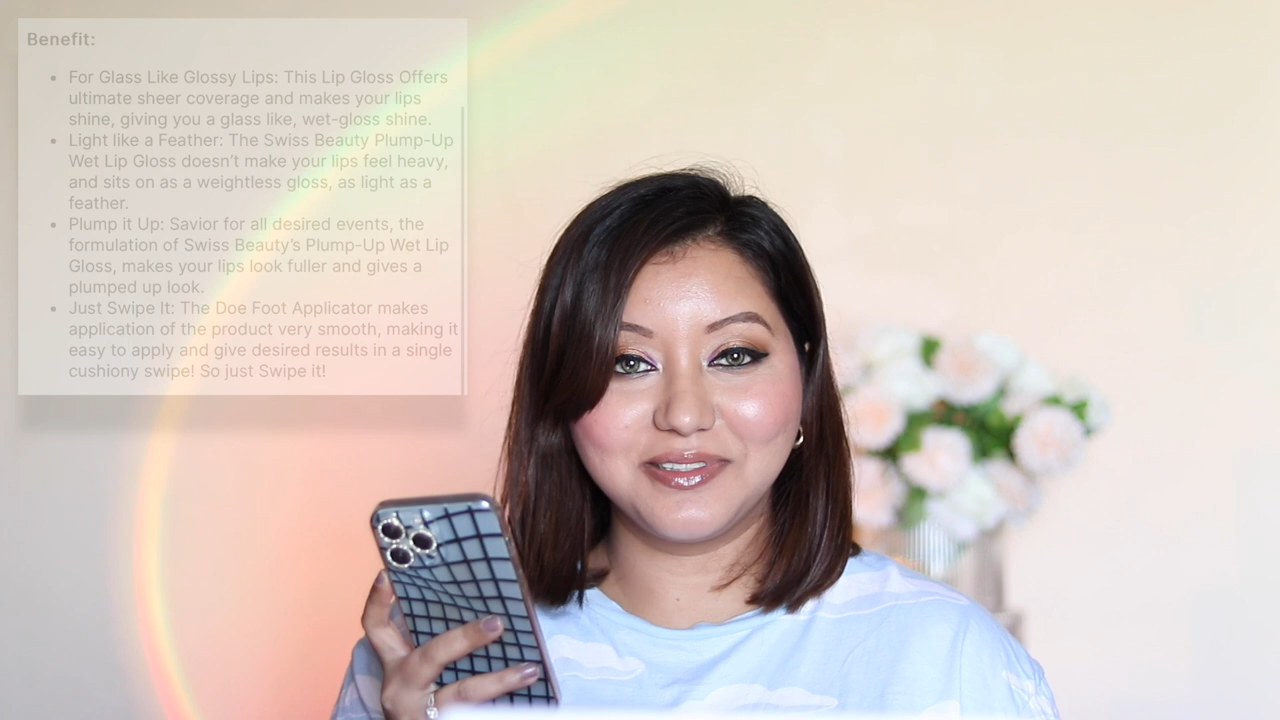 Benefit:
• For Glass Like Glossy Lips: This Lip Gloss Offers
ultimate sheer coverage and makes your lips
shine, giving you a glass like, wet-gloss shine.
• Light like a Feather: The Swiss Beauty Plump-Up
Wet Lip Gloss doesn’t make your lips feel heavy,
and sits on as a weightless gloss, as light as a
feather.
• Plump it Up: Savior for all desired events, the
formulation of Swiss Beauty’s Plump-Up Wet Lip
Gloss, makes your lips look fuller and gives a
plumped up look.
• Just Swipe It: The Doe Foot Applicator makes
application of the product very smooth, making it
easy to apply and give desired results in a single
cushiony swipe! So just Swipe it!